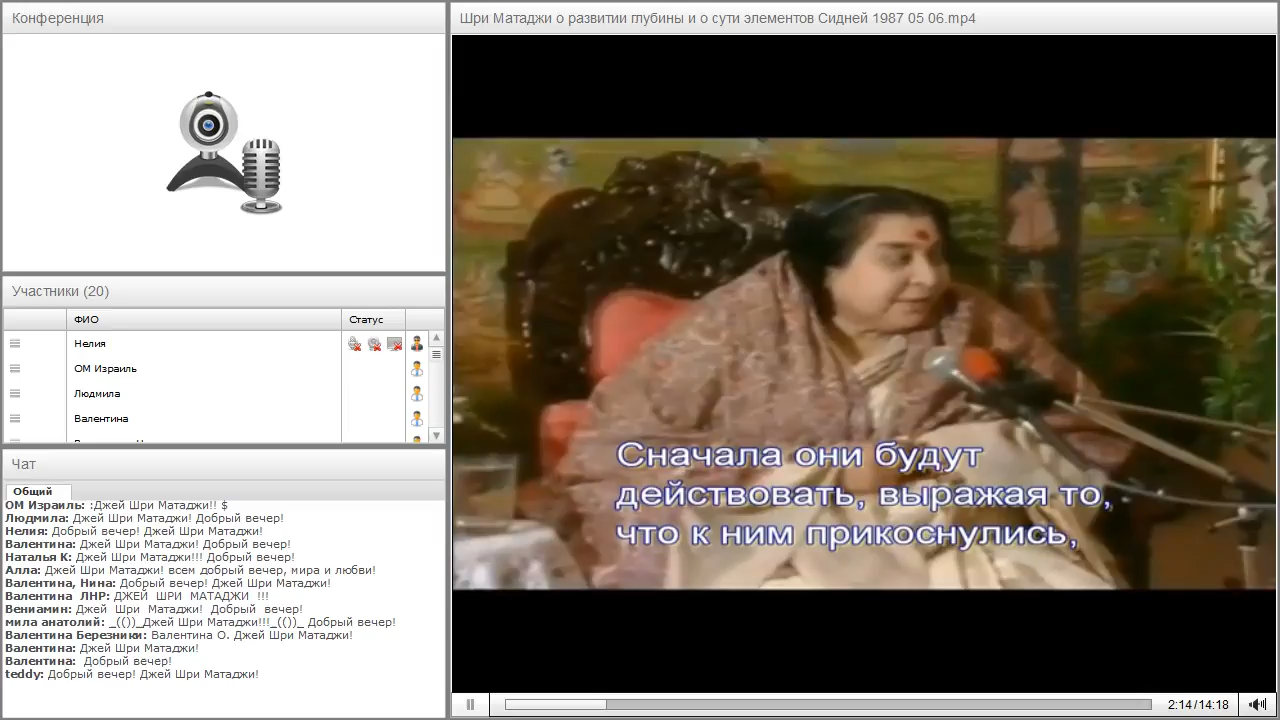 Конференция
Шри Матаджи о развитии глубины и о сути элементов Сидней 1987 05 06.mp4
Участники (20)
ФИО
Статус
Нелия
ОМ Израиль
Людмила
Валентина
Чат
Общий
ОМ Израиль: :Джей Шри Матаджи!! $
Людмила: Джей Шри Матаджи! Добрый вечер!
Нелия: Добрый вечер! Джей Шри Матаджи!
Валентина: Джей Шри Матаджи! Добрый вечер!
Наталья К: Джей Шри Матаджи!!! Добрый вечер!
Алла: Джей Шри Матаджи! всем добрый вечер, мира и любви!
Валентина, Нина: Добрый вечер! Джей Шри Матаджи!
Валентина ЛНР: ДЖЕЙ ШРИ МАТАДЖИ !!!
Вениамин: Джей Шри Матаджи! Добрый вечер!
мила анатолий: _(())_Джей Шри Матаджи!!!_(())_ Добрый вечер!
Валентина Березники: Валентина О. Джей Шри Матаджи!
Валентина: Джей Шри Матаджи!
Валентина: Добрый вечер!
teddy: Добрый вечер! Джей Шри Матаджи!
Сначала они будут
действовать, выражая то,
что к ним прикоснулись,
2:14/14:18